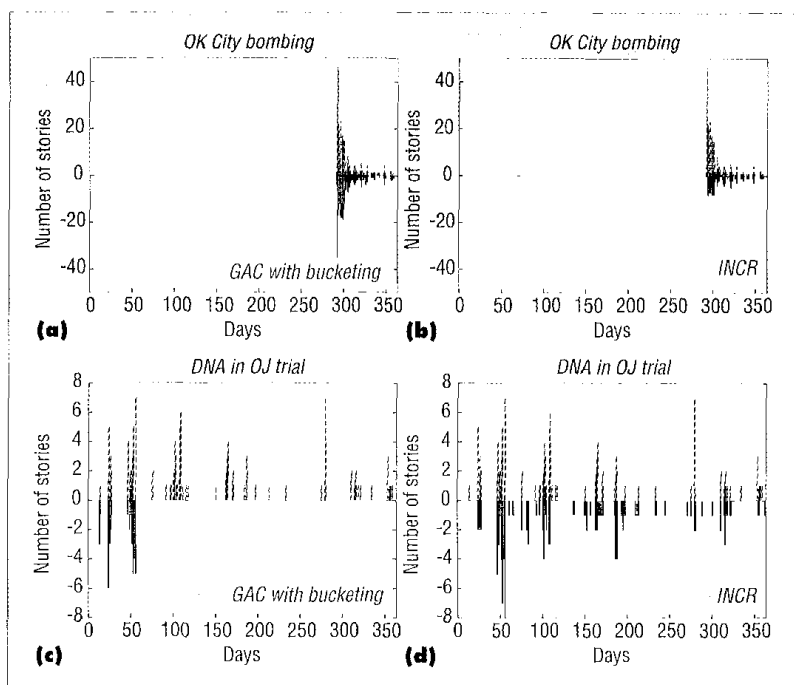 OK City bombing
Number of stories
40
20
0
-20
-40
GAC with bucketing
0 50 100 150 200 250 300 350
Days
(a)
OK City bombing
Number of stories
40
20
0
-20
-40
INCR
0 50 100 150 200 250 300 350
Days
(b)
DNA in OJ trial
Number of stories
8
6
4
2
0
-2
-4
-6
-8
GAC with bucketing
0 50 100 150 200 250 300 350
Days
(c)
DNA in OJ trial
Number of stories
8
6
4
2
0
-2
-4
-6
-8
INCR
0 50 100 150 200 250 300 350
Days
(d)